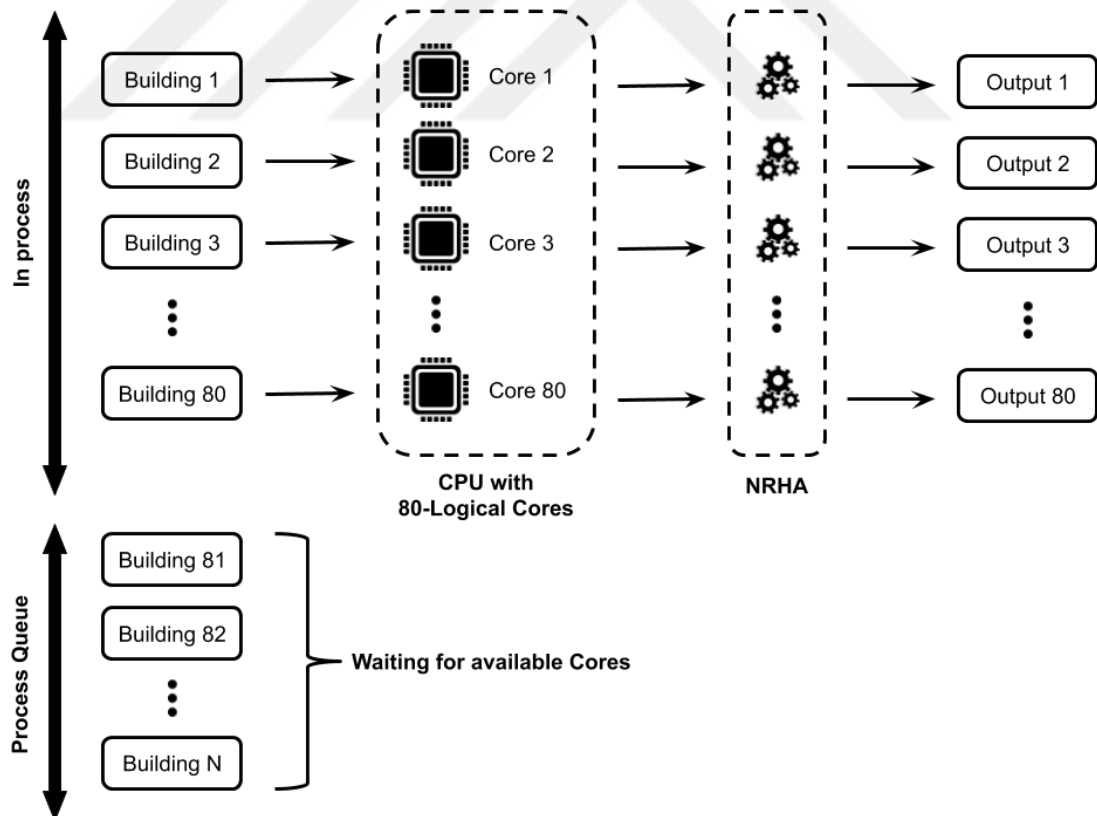 In process
Building 1
Core 1
Output 1
Building 2
Core 2
Output 2
Building 3
Core 3
Output 3
Building 80
Core 80
Output 80
CPU with
80-Logical Cores
NRHA
Process Queue
Building 81
Building 82
Waiting for available Cores
Building N